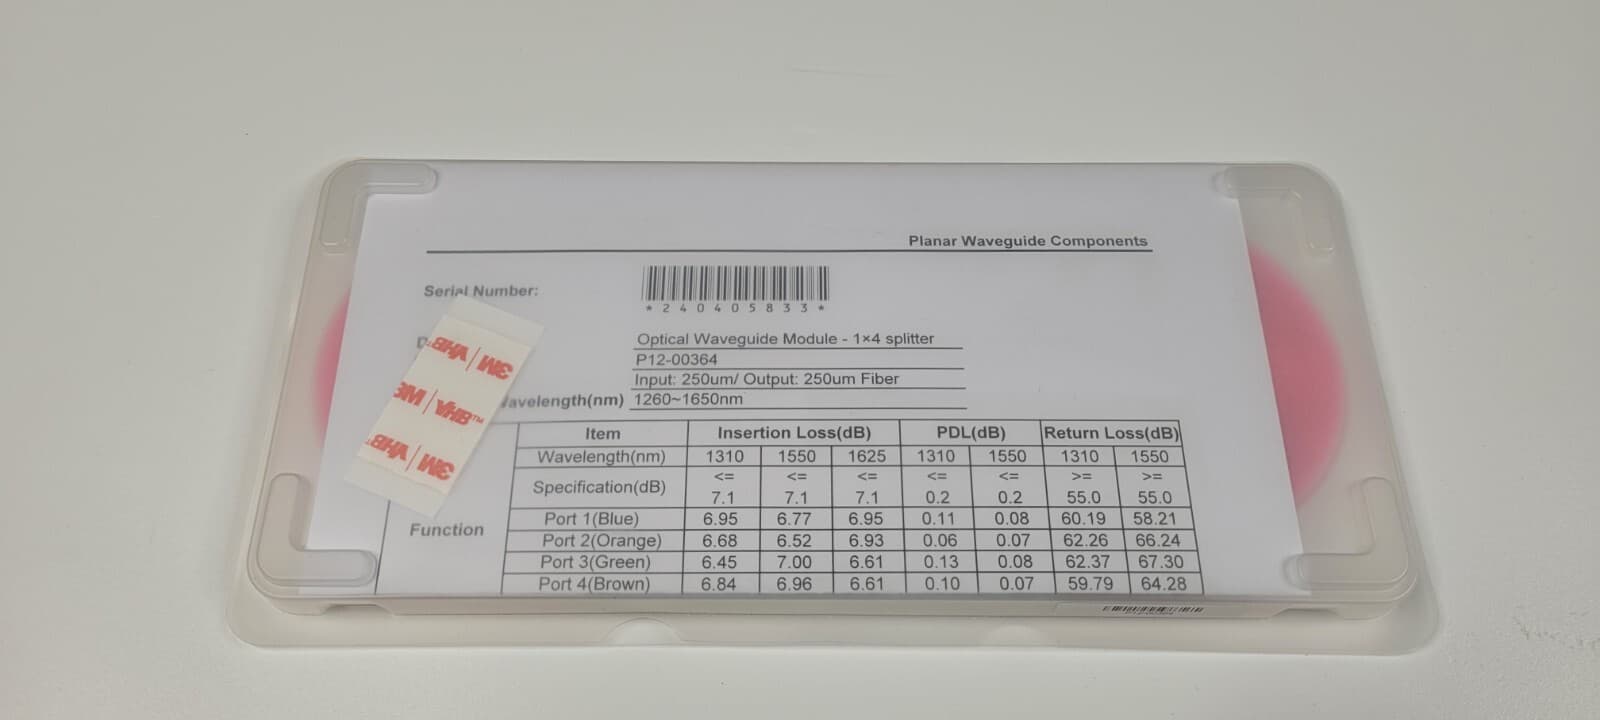 Planar Waveguide Components
Serial Number:
*240405833*
Optical Waveguide Module - 1×4 splitter
P12-00364
Input: 250um/ Output: 250um Fiber
Wavelength(nm) 1260~1650nm
3M | VHB™
3M | VHB™
3M | VHB™
Item Insertion Loss(dB) PDL(dB) Return Loss(dB)
Wavelength(nm) 1310 1550 1625 1310 1550 1310 1550
Specification(dB) <= <= <= <= <= >= >=
7.1 7.1 7.1 0.2 0.2 55.0 55.0
Function
Port 1(Blue) 6.95 6.77 6.95 0.11 0.08 60.19 58.21
Port 2(Orange) 6.68 6.52 6.93 0.06 0.07 62.26 66.24
Port 3(Green) 6.45 7.00 6.61 0.13 0.08 62.37 67.30
Port 4(Brown) 6.84 6.96 6.61 0.10 0.07 59.79 64.28